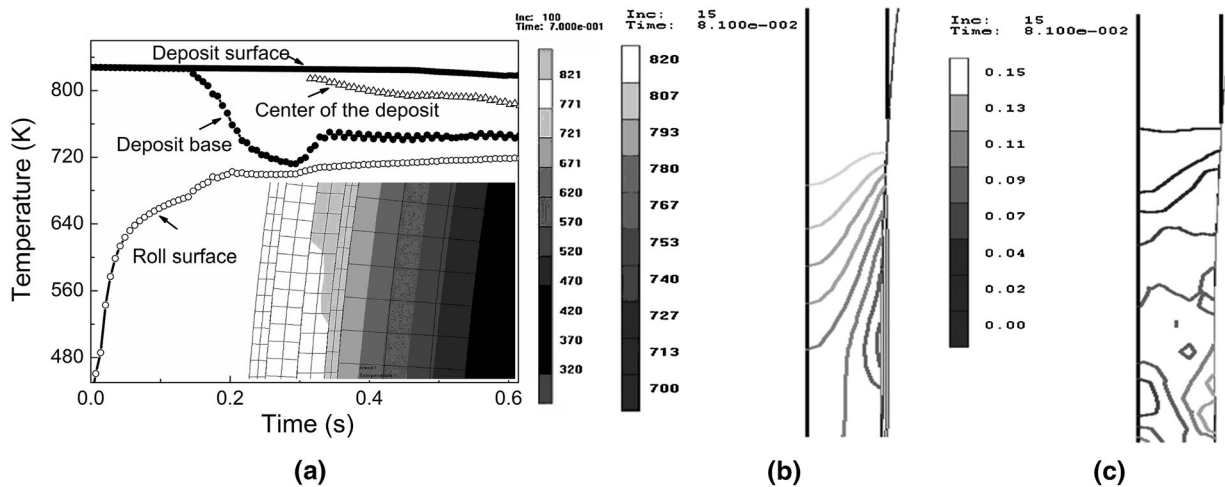 Inc: 100
Time: 7.000e-001
821
771
721
671
620
570
520
470
420
370
320
Temperature (K)
800
720
640
560
480
Deposit surface
Center of the deposit
Deposit base
Roll surface
0.0
0.2
0.4
0.6
Time (s)
(a)
Inc: 15
Time: 8.100e-002
820
807
793
780
767
753
740
727
713
700
(b)
Inc: 15
Time: 8.100e-002
0.15
0.13
0.11
0.09
0.07
0.04
0.02
0.00
(c)